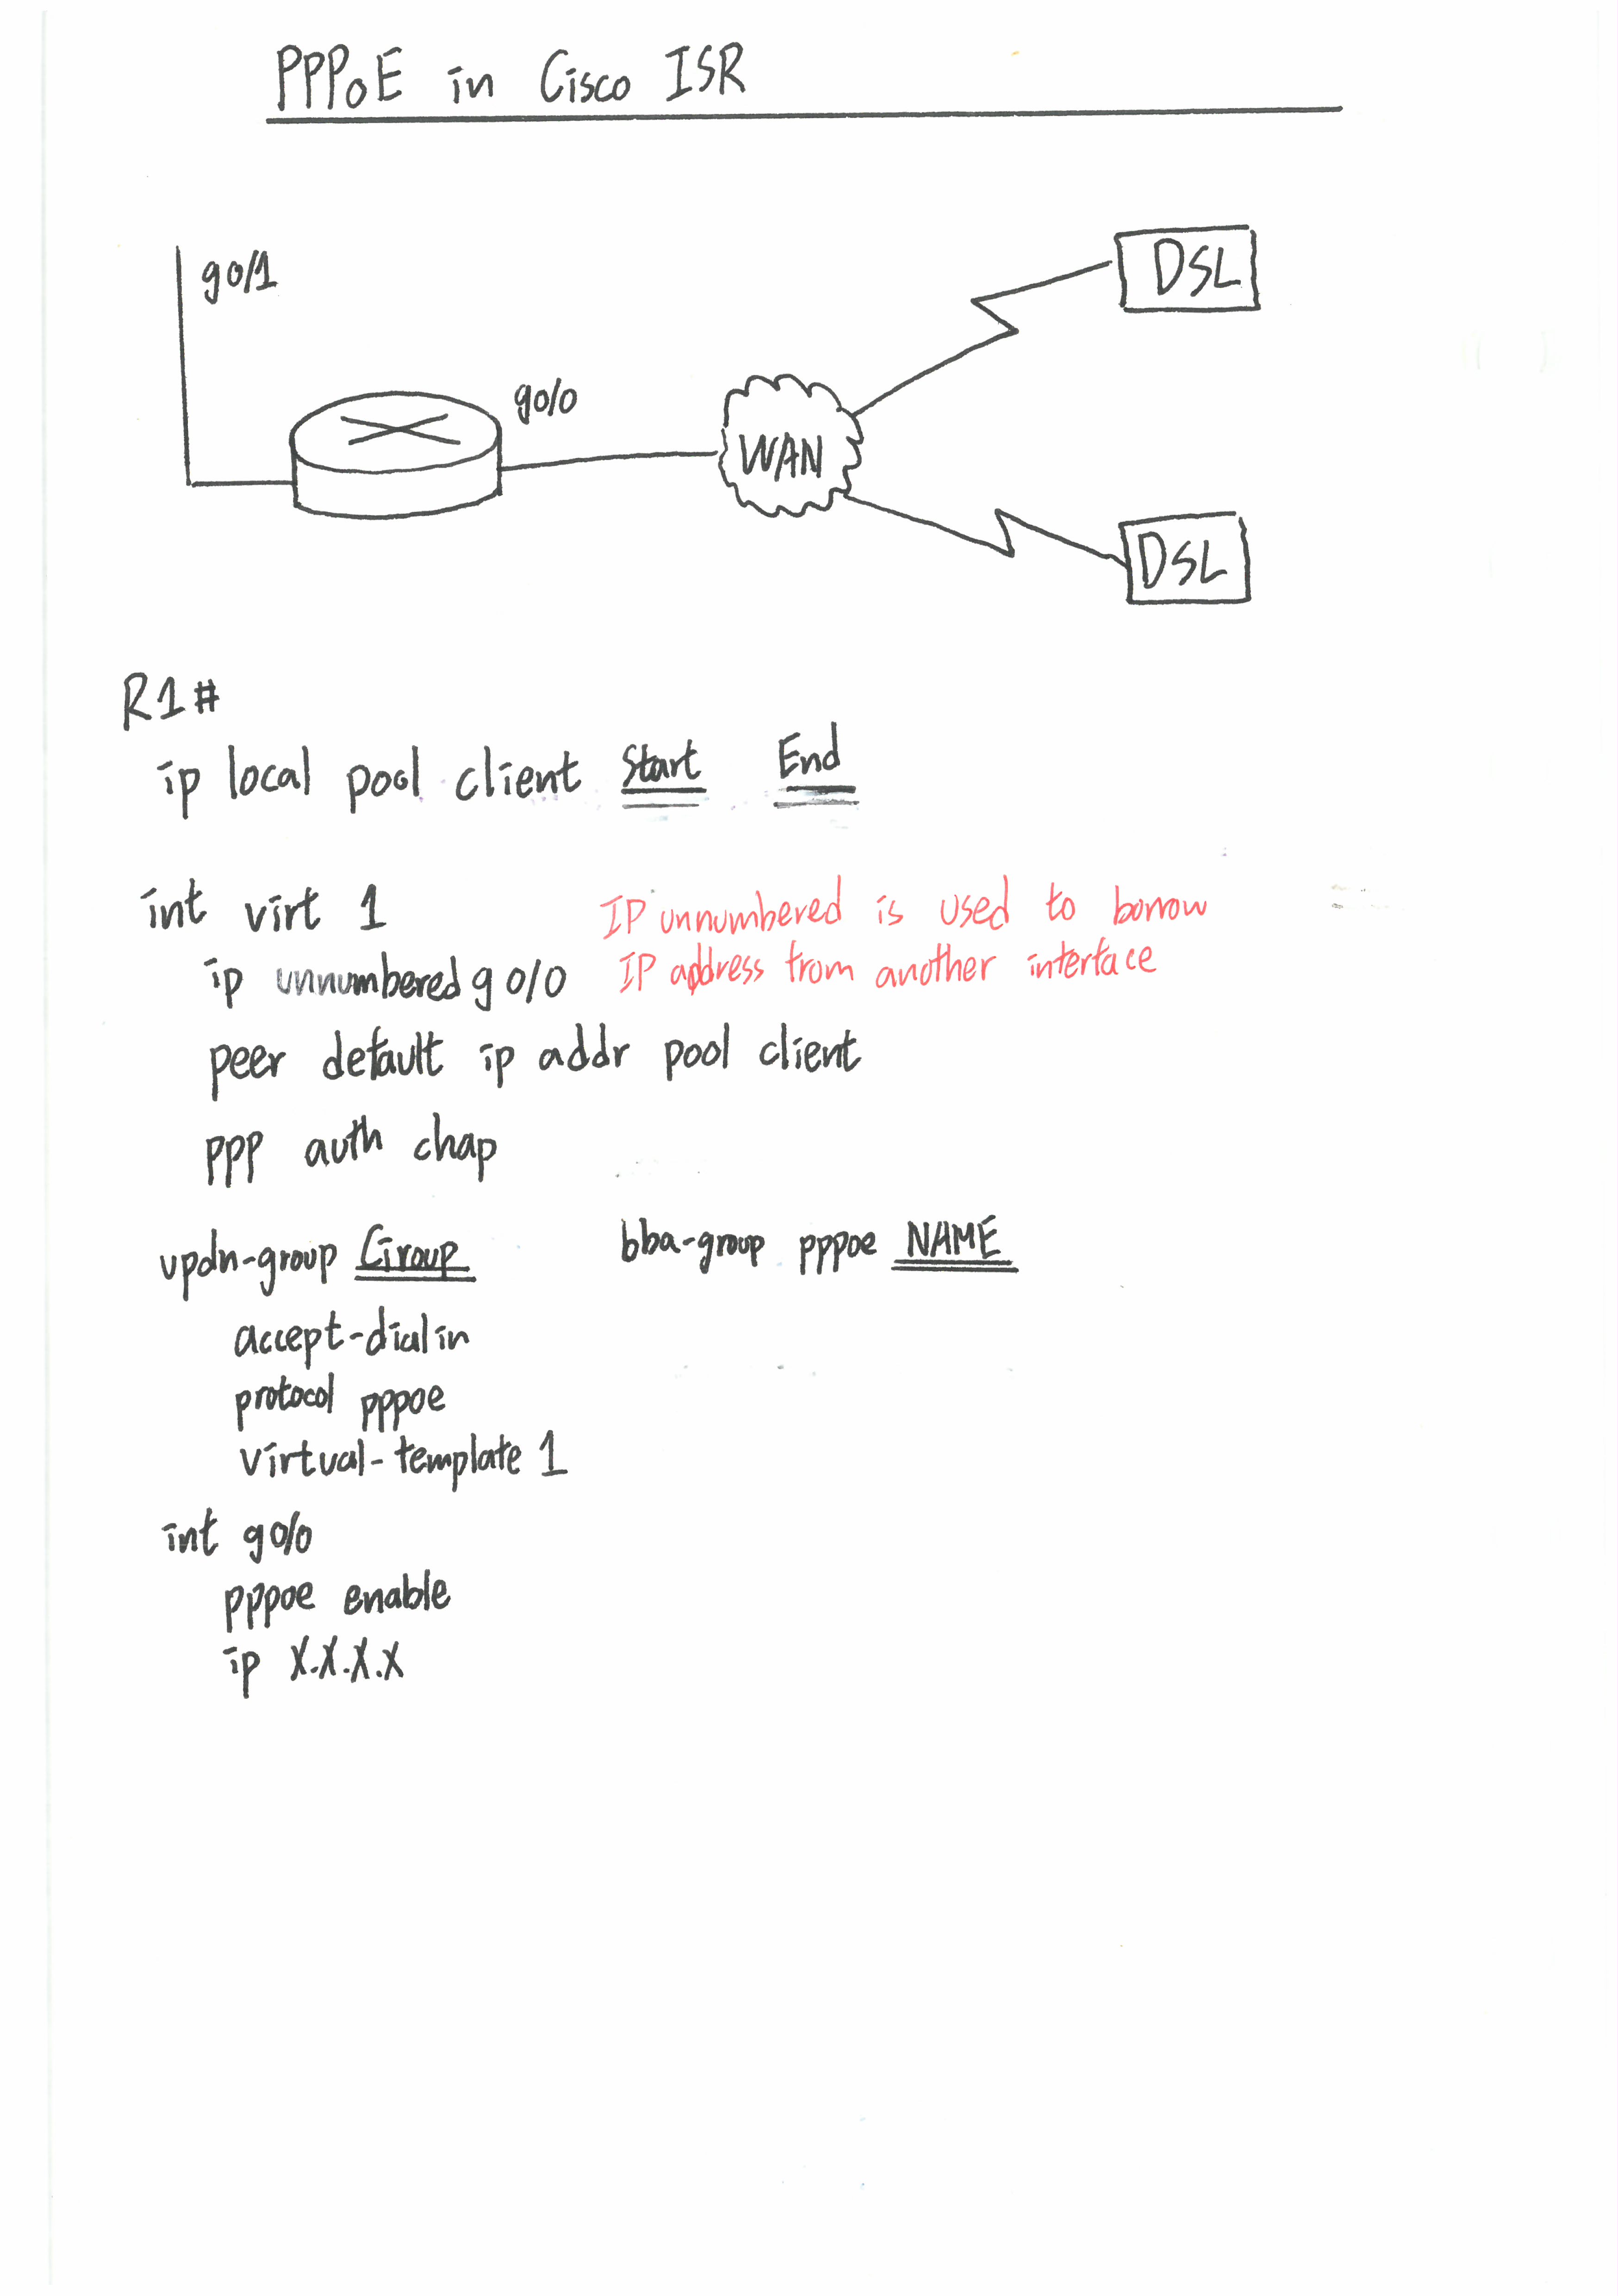 PPPoE in Cisco ISR
g0/1
DSL
g0/0
WAN
DSL
R1#
ip local pool client Start End
int virt 1
IP unnumbered is used to borrow
ip unnumbered g 0/0
IP address from another interface
peer default ip addr pool client
ppp auth chap
vpdn-group Group
bba-group pppoe NAME
accept-dialin
protocol pppoe
virtual-template 1
int g0/0
pppoe enable
ip X.X.X.X